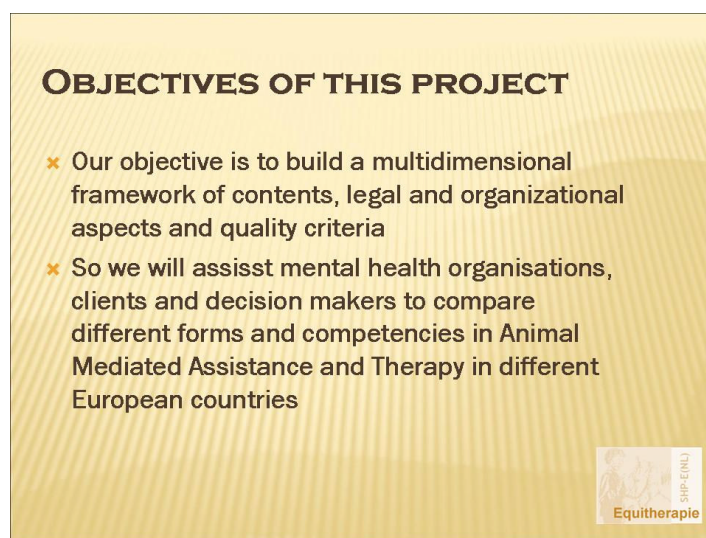 OBJECTIVES OF THIS PROJECT
Our objective is to build a multidimensional
framework of contents, legal and organizational
aspects and quality criteria
So we will assisst mental health organisations,
clients and decision makers to compare
different forms and competencies in Animal
Mediated Assistance and Therapy in different
European countries
SHP-E(NL)
Equitherapie